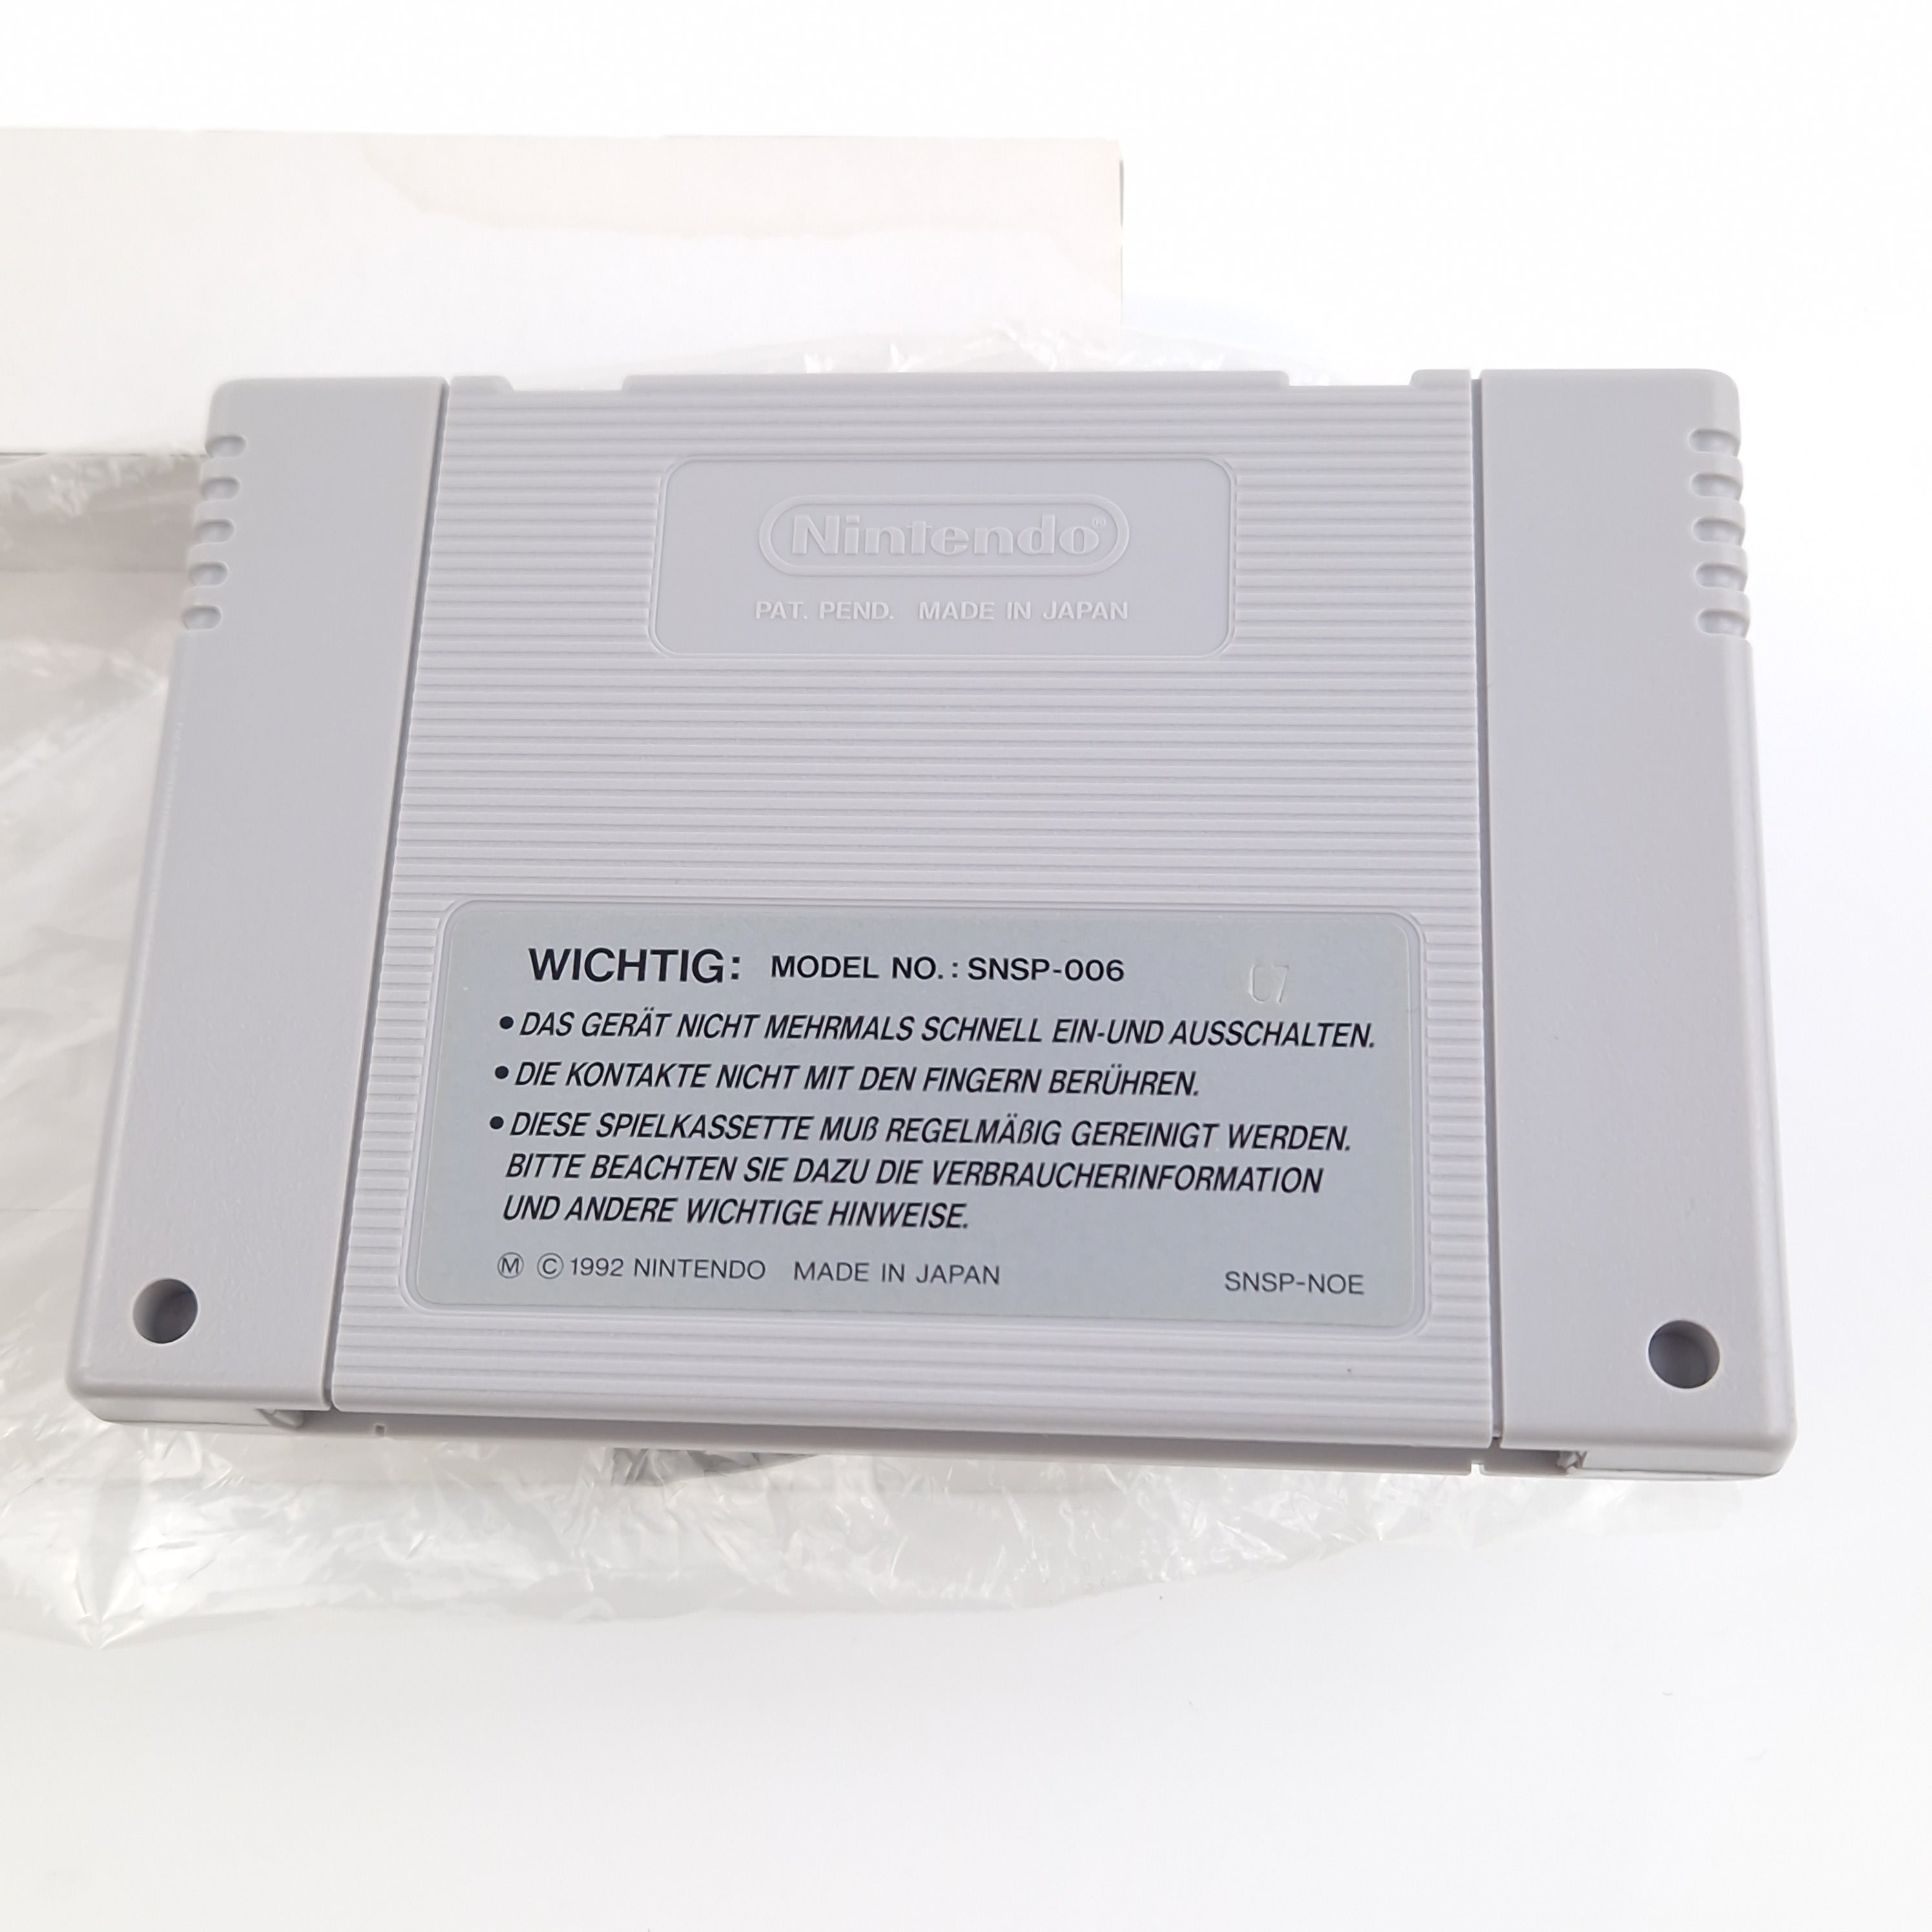 Nintendo®
PAT. PEND. MADE IN JAPAN
WICHTIG: MODEL NO.: SNSP-006
07
• DAS GERÄT NICHT MEHRMALS SCHNELL EIN-UND AUSSCHALTEN.
• DIE KONTAKTE NICHT MIT DEN FINGERN BERÜHREN.
• DIESE SPIELKASSETTE MUß REGELMÄßIG GEREINIGT WERDEN.
BITTE BEACHTEN SIE DAZU DIE VERBRAUCHERINFORMATION
UND ANDERE WICHTIGE HINWEISE.
Ⓜ ©1992 NINTENDO MADE IN JAPAN SNSP-NOE